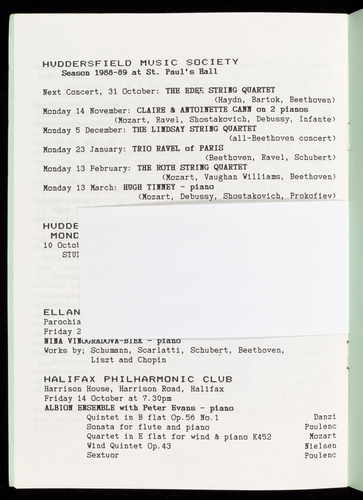 HUDDERSFIELD MUSIC SOCIETY
Season 1988-89 at St. Paul's Hall
Next Concert, 31 October: THE EDER STRING QUARTET
(Haydn, Bartok, Beethoven)
Monday 14 November: CLAIRE & ANTOINETTE CANN on 2 pianos
(Mozart, Ravel, Shostakovich, Debussy, Infante)
Monday 5 December: THE LINDSAY STRING QUARTET
(all-Beethoven concert)
Monday 23 January: TRIO RAVEL of PARIS
(Beethoven, Ravel, Schubert)
Monday 13 February: THE ROTH STRING QUARTET
(Mozart, Vaughan Williams, Beethoven)
Monday 13 March: HUGH TINNEY - piano
(Mozart, Debussy, Shostakovich, Prokofiev)
HUDDE
MOND
10 Octob
STU
ELLAN
Parochia
Friday 2
NINA VINOGRADOVA-BIEK - piano
Works by; Schumann, Scarlatti, Schubert, Beethoven,
Liszt and Chopin
HALIFAX PHILHARMONIC CLUB
Harrison House, Harrison Road, Halifax
Friday 14 October at 7.30pm
ALBION ENSEMBLE with Peter Evans - piano
Quintet in B flat Op.56 No.1 Danzi
Sonata for flute and piano Poulenc
Quartet in E flat for wind & piano K452 Mozart
Wind Quintet Op.43 Nielsen
Sextuor Poulenc